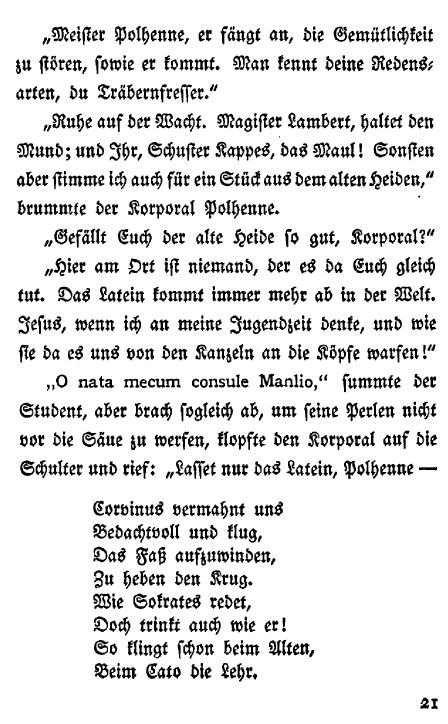 „Meister Polhenne, er fängt an, die Gemütlichkeit
zu stören, sowie er kommt. Man kennt deine Redens-
arten, du Träbernfresser.“
„Ruhe auf der Wacht. Magister Lambert, haltet den
Mund; und Ihr, Schuster Kappes, das Maul! Sonsten
aber stimme ich auch für ein Stück aus dem alten Heiden,“
brummte der Korporal Polhenne.
„Gefällt Euch der alte Heide so gut, Korporal?“
„Hier am Ort ist niemand, der es da Euch gleich
tut. Das Latein kommt immer mehr ab in der Welt.
Jesus, wenn ich an meine Jugendzeit denke, und wie
sie da es uns von den Kanzeln an die Köpfe warfen!“
„O nata mecum consule Manlio,“ summte der
Student, aber brach sogleich ab, um seine Perlen nicht
vor die Säue zu werfen, klopfte den Korporal auf die
Schulter und rief: „Lasset nur das Latein, Polhenne —
Corvinus vermahnt uns
Bedachtvoll und klug,
Das Faß aufzuwinden,
Zu heben den Krug.
Wie Sokrates redet,
Doch trinkt auch wie er!
So klingt schon beim Alten,
Beim Cato die Lehr.
21